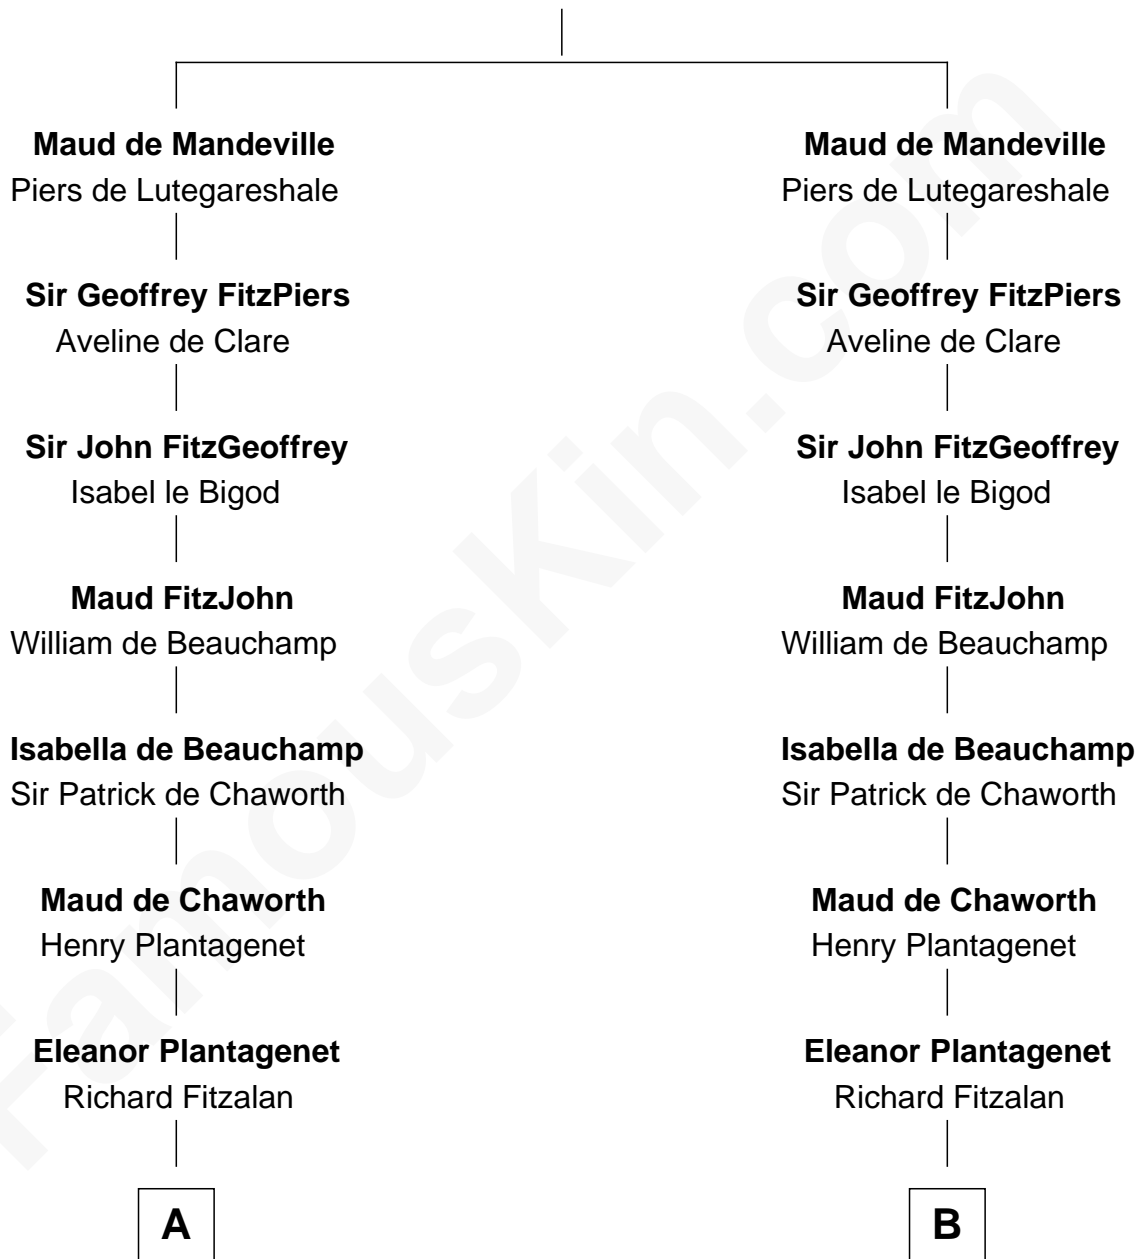 Maud de Mandeville
Piers de Lutegareshale
Sir Geoffrey FitzPiers
Aveline de Clare
Sir John FitzGeoffrey
Isabel le Bigod
Maud FitzJohn
William de Beauchamp
Isabella de Beauchamp
Sir Patrick de Chaworth
Maud de Chaworth
Henry Plantagenet
Eleanor Plantagenet
Richard Fitzalan
A
Maud de Mandeville
Piers de Lutegareshale
Sir Geoffrey FitzPiers
Aveline de Clare
Sir John FitzGeoffrey
Isabel le Bigod
Maud FitzJohn
William de Beauchamp
Isabella de Beauchamp
Sir Patrick de Chaworth
Maud de Chaworth
Henry Plantagenet
Eleanor Plantagenet
Richard Fitzalan
B
FamousKin.com